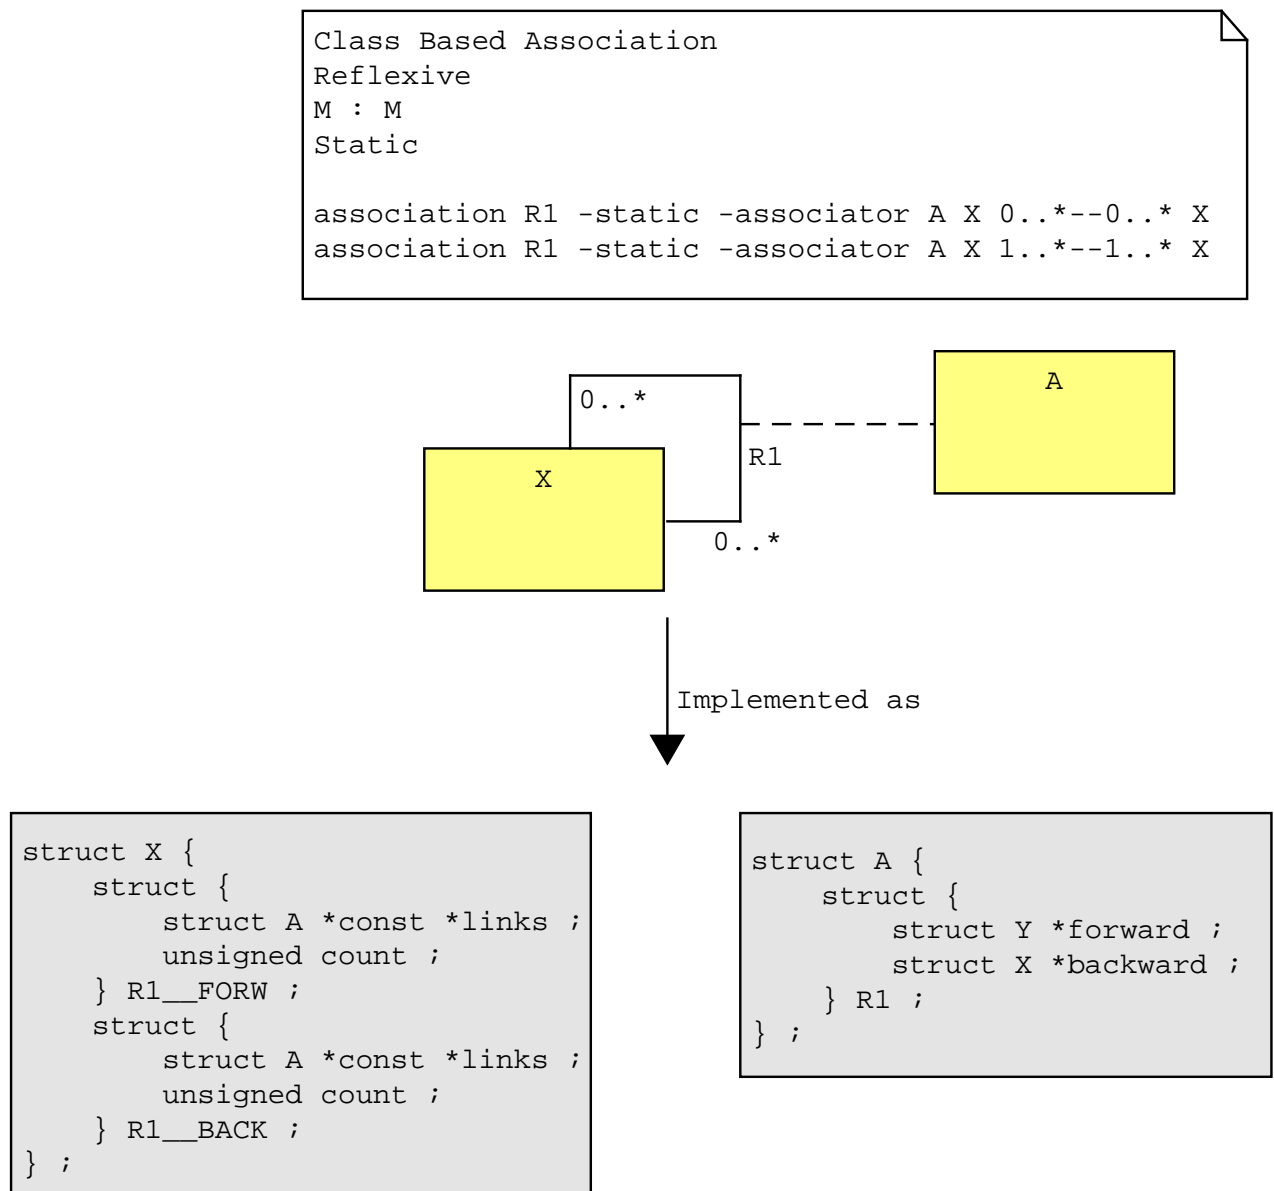 Class Based Association
Reflexive
M : M
Static
association R1 -static -associator A X 0..*--0..* X
association R1 -static -associator A X 1..*--1..* X
A
0..*
R1
X
0..*
Implemented as
struct X {
    struct {
        struct A *const *links ;
        unsigned count ;
    } R1__FORW ;
    struct {
        struct A *const *links ;
        unsigned count ;
    } R1__BACK ;
} ;
struct A {
    struct {
        struct Y *forward ;
        struct X *backward ;
    } R1 ;
} ;